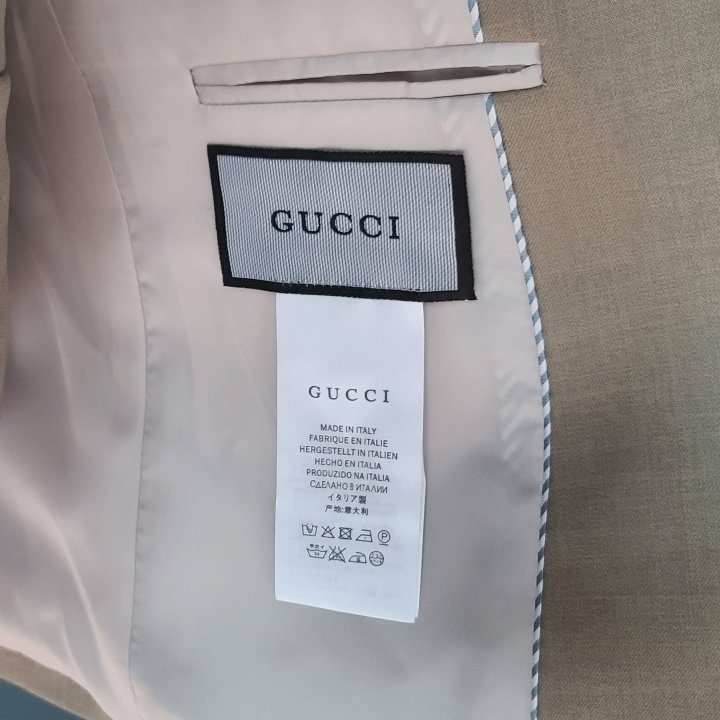 GUCCI
GUCCI
MADE IN ITALY
FABRIQUE EN ITALIE
HERGESTELLT IN ITALIEN
HECHO EN ITALIA
PRODUZIDO NA ITALIA
СДЕЛАНО В ИТАЛИИ
イタリア製
产地:意大利
P